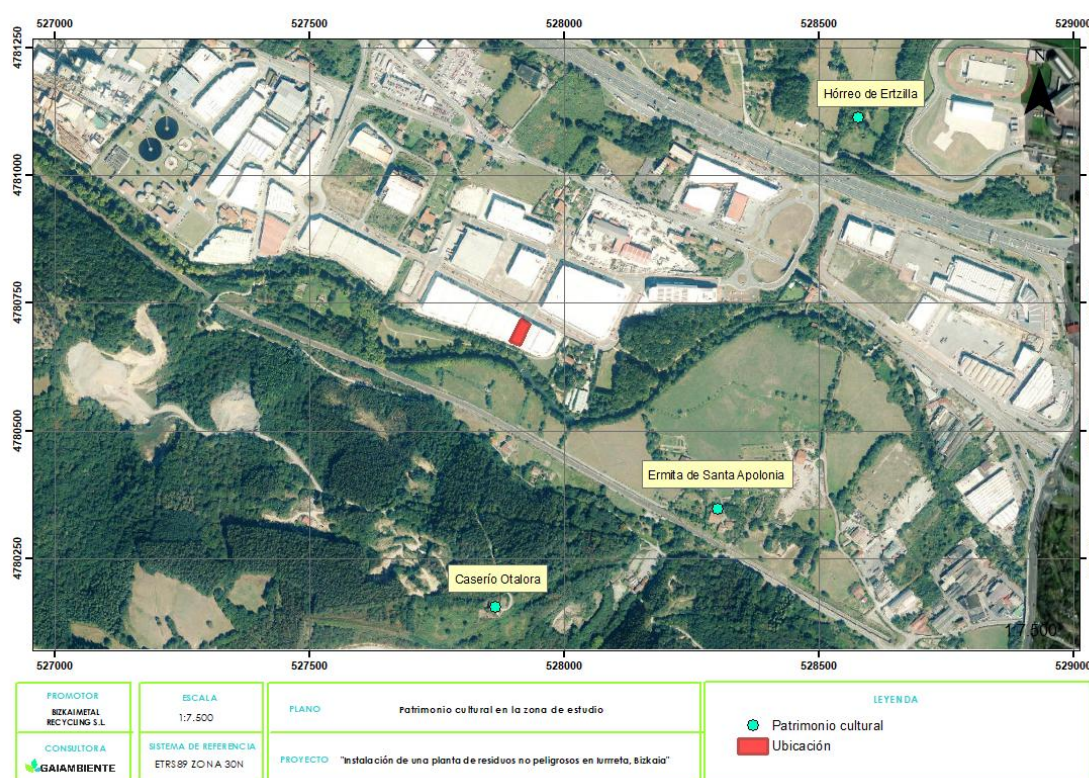 527000 527500 528000 528500 529000
4781250
4781000
4780750
4780500
4780250
Hórreo de Ertzilla
Ermita de Santa Apolonia
Caserío Otalora
1:7.500
527000 527500 528000 528500 529000
PROMOTOR
BIZKAIMETAL
RECYCLING S.L
CONSULTORA
GAIAMBIENTE
ESCALA
1:7.500
SISTEMA DE REFERENCIA
ETRS89 ZONA 30N
PLANO Patrimonio cultural en la zona de estudio
PROYECTO "Instalación de una planta de residuos no peligrosos en Iurreta, Bizkaia"
LEYENDA
Patrimonio cultural
Ubicación